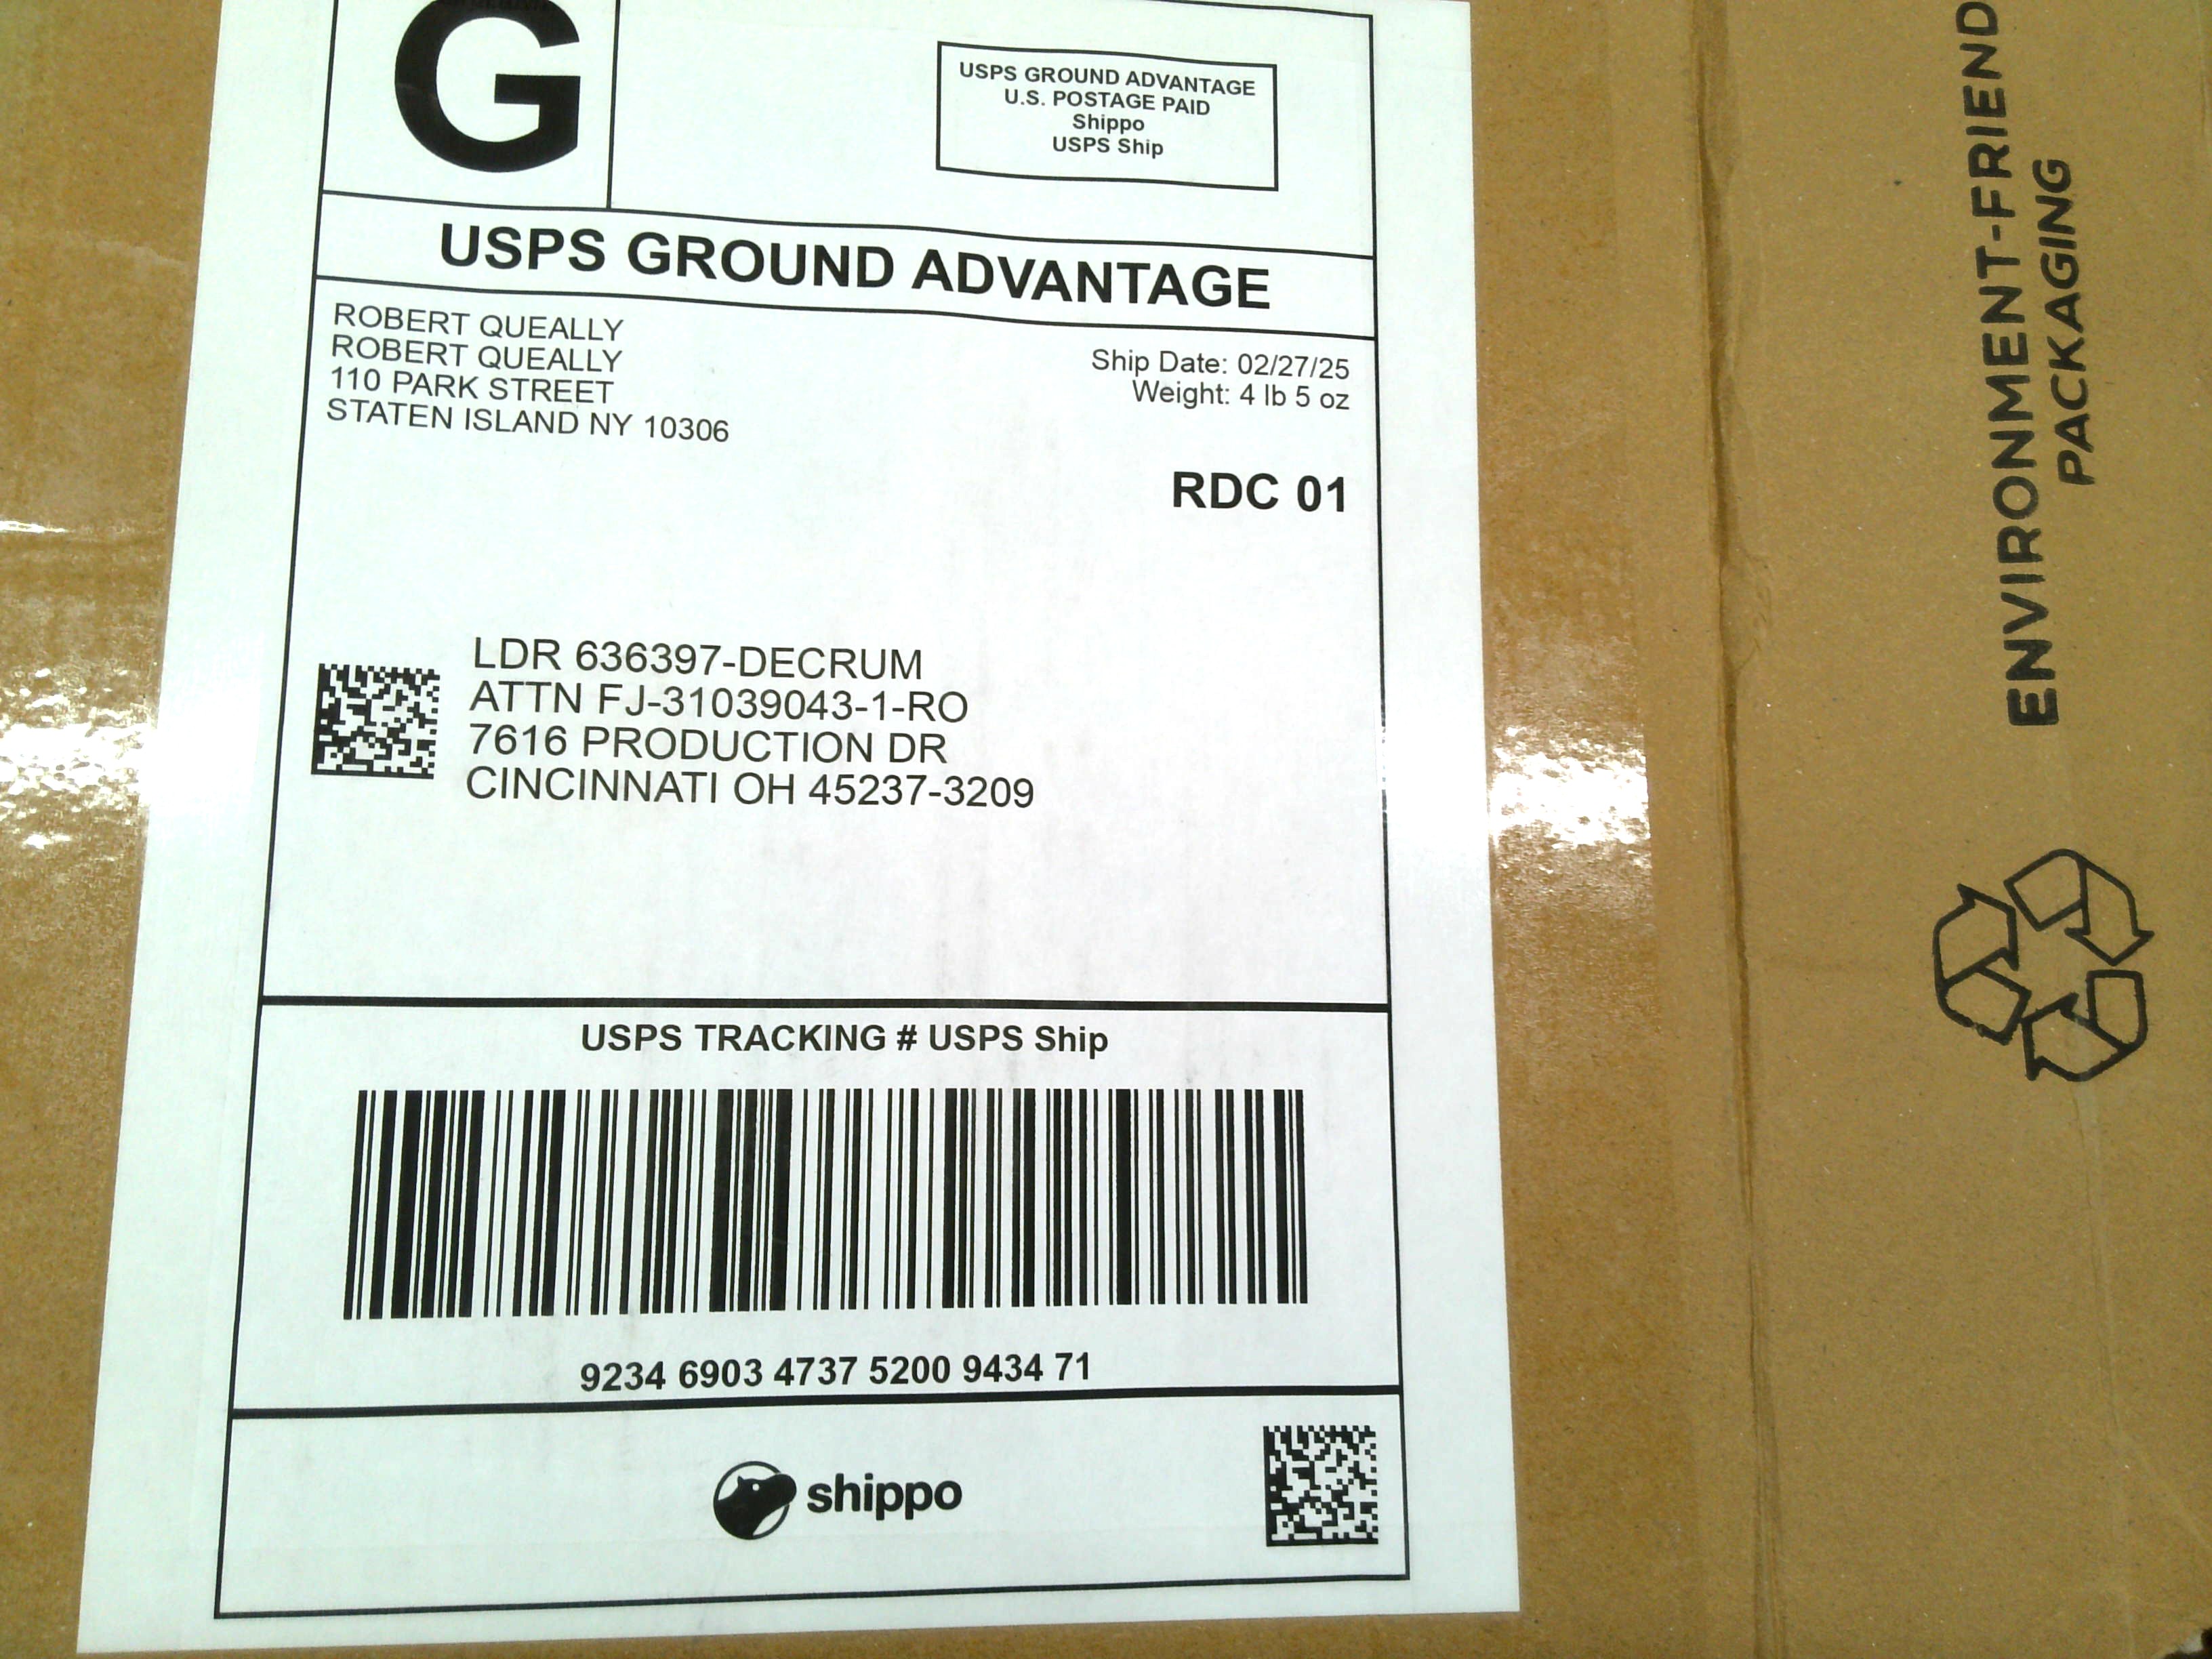 G
USPS GROUND ADVANTAGE
U.S. POSTAGE PAID
Shippo
USPS Ship
USPS GROUND ADVANTAGE
ROBERT QUEALLY
ROBERT QUEALLY
110 PARK STREET
STATEN ISLAND NY 10306
Ship Date: 02/27/25
Weight: 4 lb 5 oz
RDC 01
LDR 636397-DECRUM
ATTN FJ-31039043-1-RO
7616 PRODUCTION DR
CINCINNATI OH 45237-3209
USPS TRACKING # USPS Ship
9234 6903 4737 5200 9434 71
shippo
ENVIRONMENT-FRIEND
PACKAGING